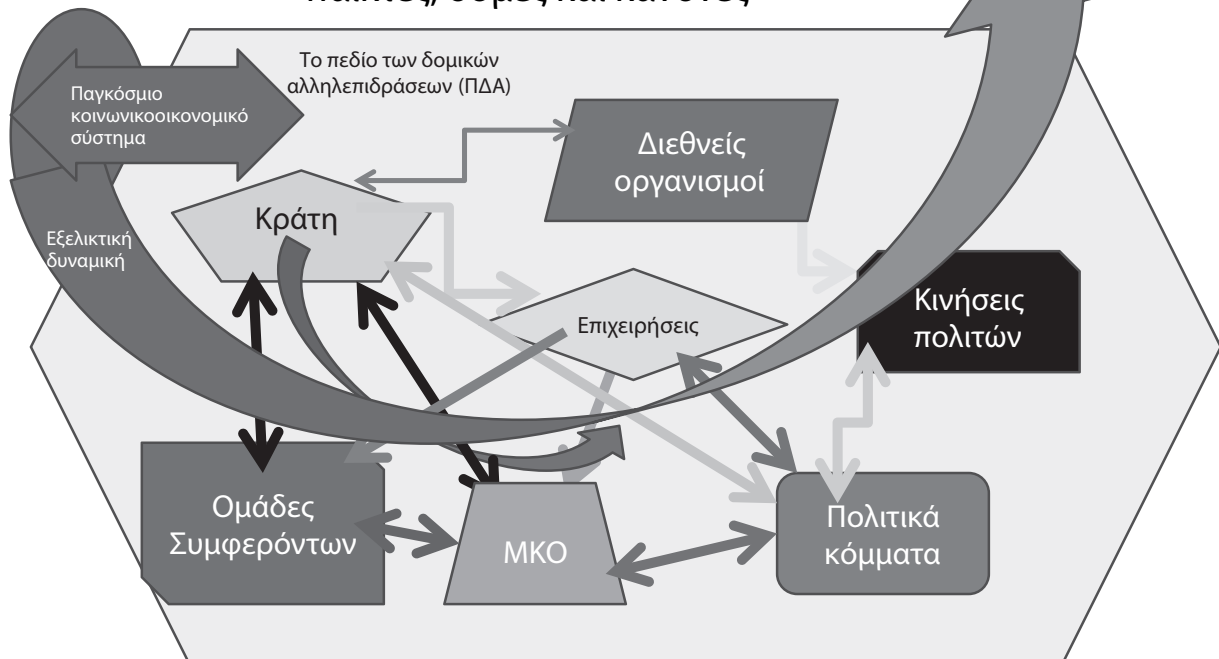 Το πεδίο των δομικών
αλληλεπιδράσεων (ΠΔΑ)
Παγκόσμιο
κοινωνικοοικονομικό
σύστημα
Διεθνείς
οργανισμοί
Κράτη
Εξελικτική
δυναμική
Κινήσεις
πολιτών
Επιχειρήσεις
Ομάδες
Συμφερόντων
ΜΚΟ
Πολιτικά
κόμματα